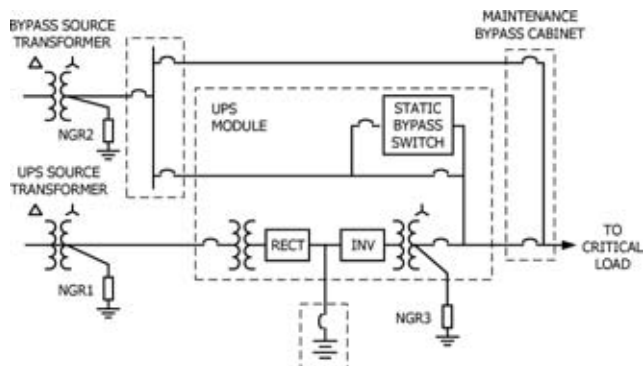 BYPASS SOURCE
TRANSFORMER
MAINTENANCE
BYPASS CABINET
UPS
MODULE
STATIC
BYPASS
SWITCH
NGR2
UPS SOURCE
TRANSFORMER
RECT
INV
TO
CRITICAL
LOAD
NGR1
NGR3